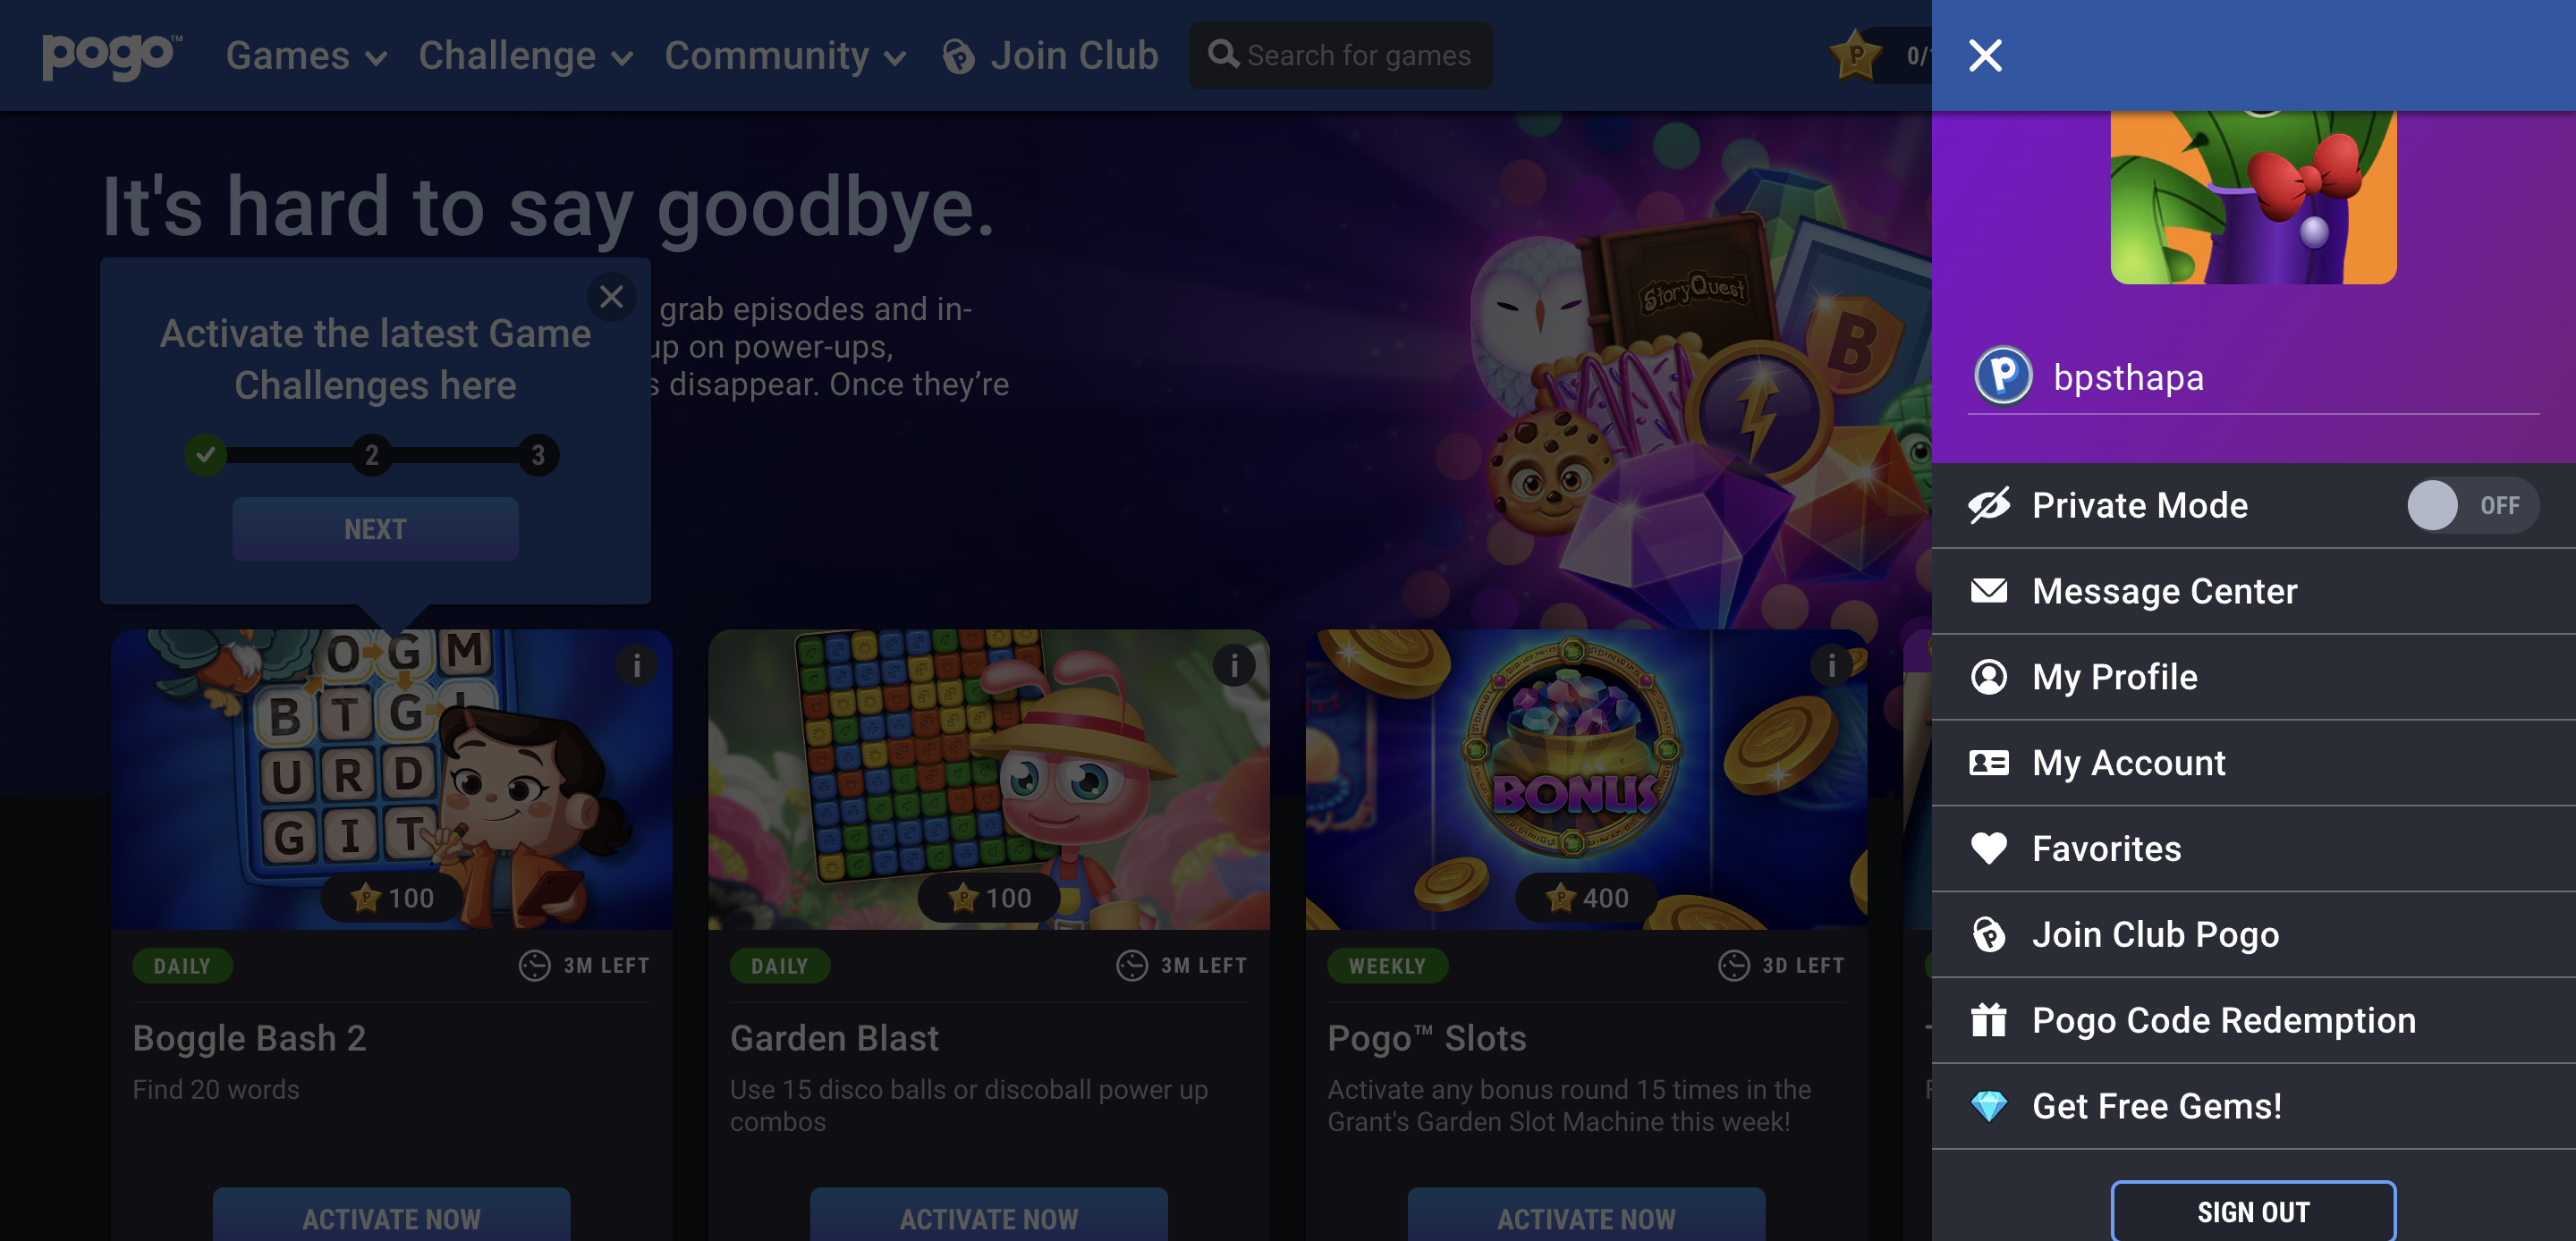 pogo™
Games
Challenge
Community
Join Club
Search for games
P
It's hard to say goodbye.
grab episodes and in-
up on power-ups,
disappear. Once they're
Activate the latest Game
Challenges here
2
3
NEXT
StoryQuest
B
O G M
B T G
U R D
G I T
i
P 100
DAILY
3M LEFT
Boggle Bash 2
Find 20 words
ACTIVATE NOW
i
P 100
DAILY
3M LEFT
Garden Blast
Use 15 disco balls or discoball power up
combos
ACTIVATE NOW
i
BONUS
P 400
WEEKLY
3D LEFT
Pogo™ Slots
Activate any bonus round 15 times in the
Grant's Garden Slot Machine this week!
ACTIVATE NOW
P bpsthapa
Private Mode
OFF
Message Center
My Profile
My Account
Favorites
Join Club Pogo
Pogo Code Redemption
Get Free Gems!
SIGN OUT